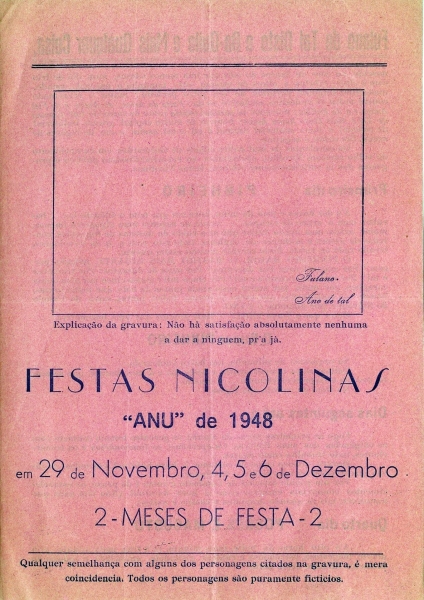 Fulano.
Ano de tal
Explicação da gravura: Não hà satisfação absolutamente nenhuma
a dar a ninguem, pr'a já.
FESTAS NICOLINAS
"ANU" de 1948
em 29 de Novembro, 4, 5 e 6 de Dezembro
2 - MESES DE FESTA - 2
Qualquer semelhança com alguns dos personagens citados na gravura, é mera
coincidencia. Todos os personagens são puramente ficticios.